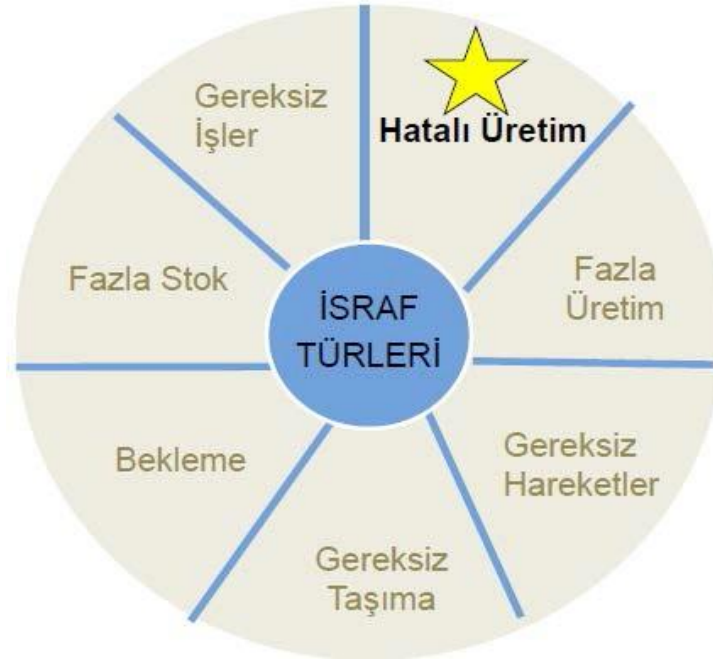 Gereksiz
İşler
Hatalı Üretim
Fazla Stok
Fazla
Üretim
İSRAF
TÜRLERİ
Bekleme
Gereksiz
Hareketler
Gereksiz
Taşıma